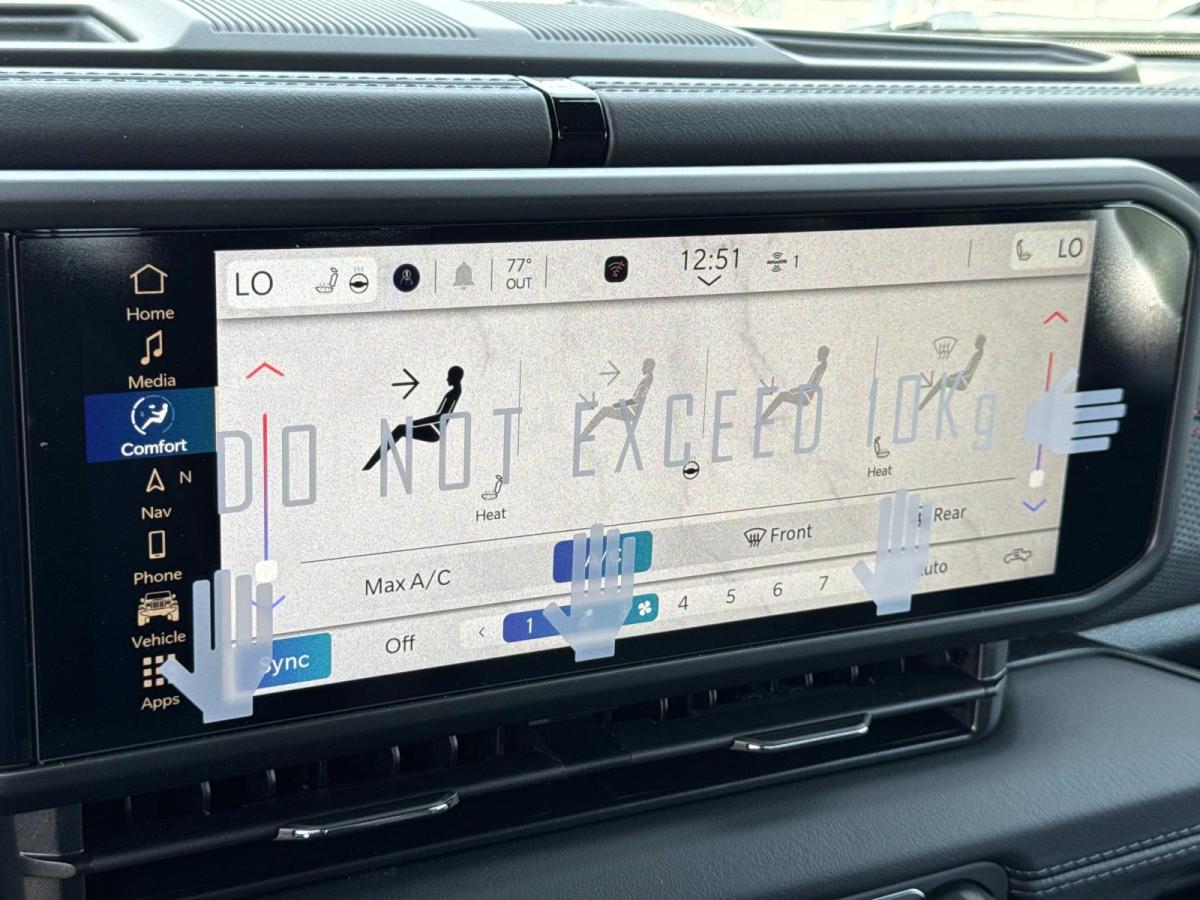 LO
77°
OUT
12:51
1
LO
Home
Media
Comfort
N
Nav
Phone
Vehicle
Apps
DO NOT EXCEED 10Kg
Heat
Heat
Max A/C
Front
Rear
Sync
Off
1
4
5
6
7